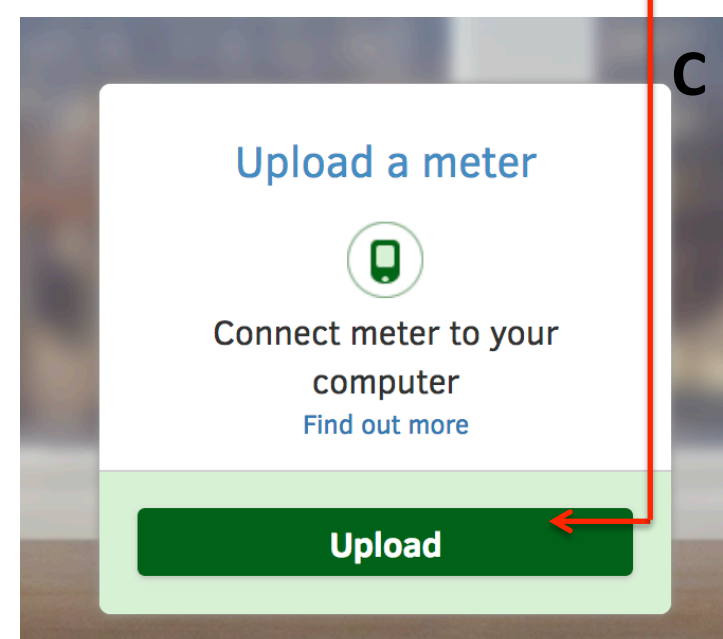 C
Upload a meter
Connect meter to your
computer
Find out more
Upload